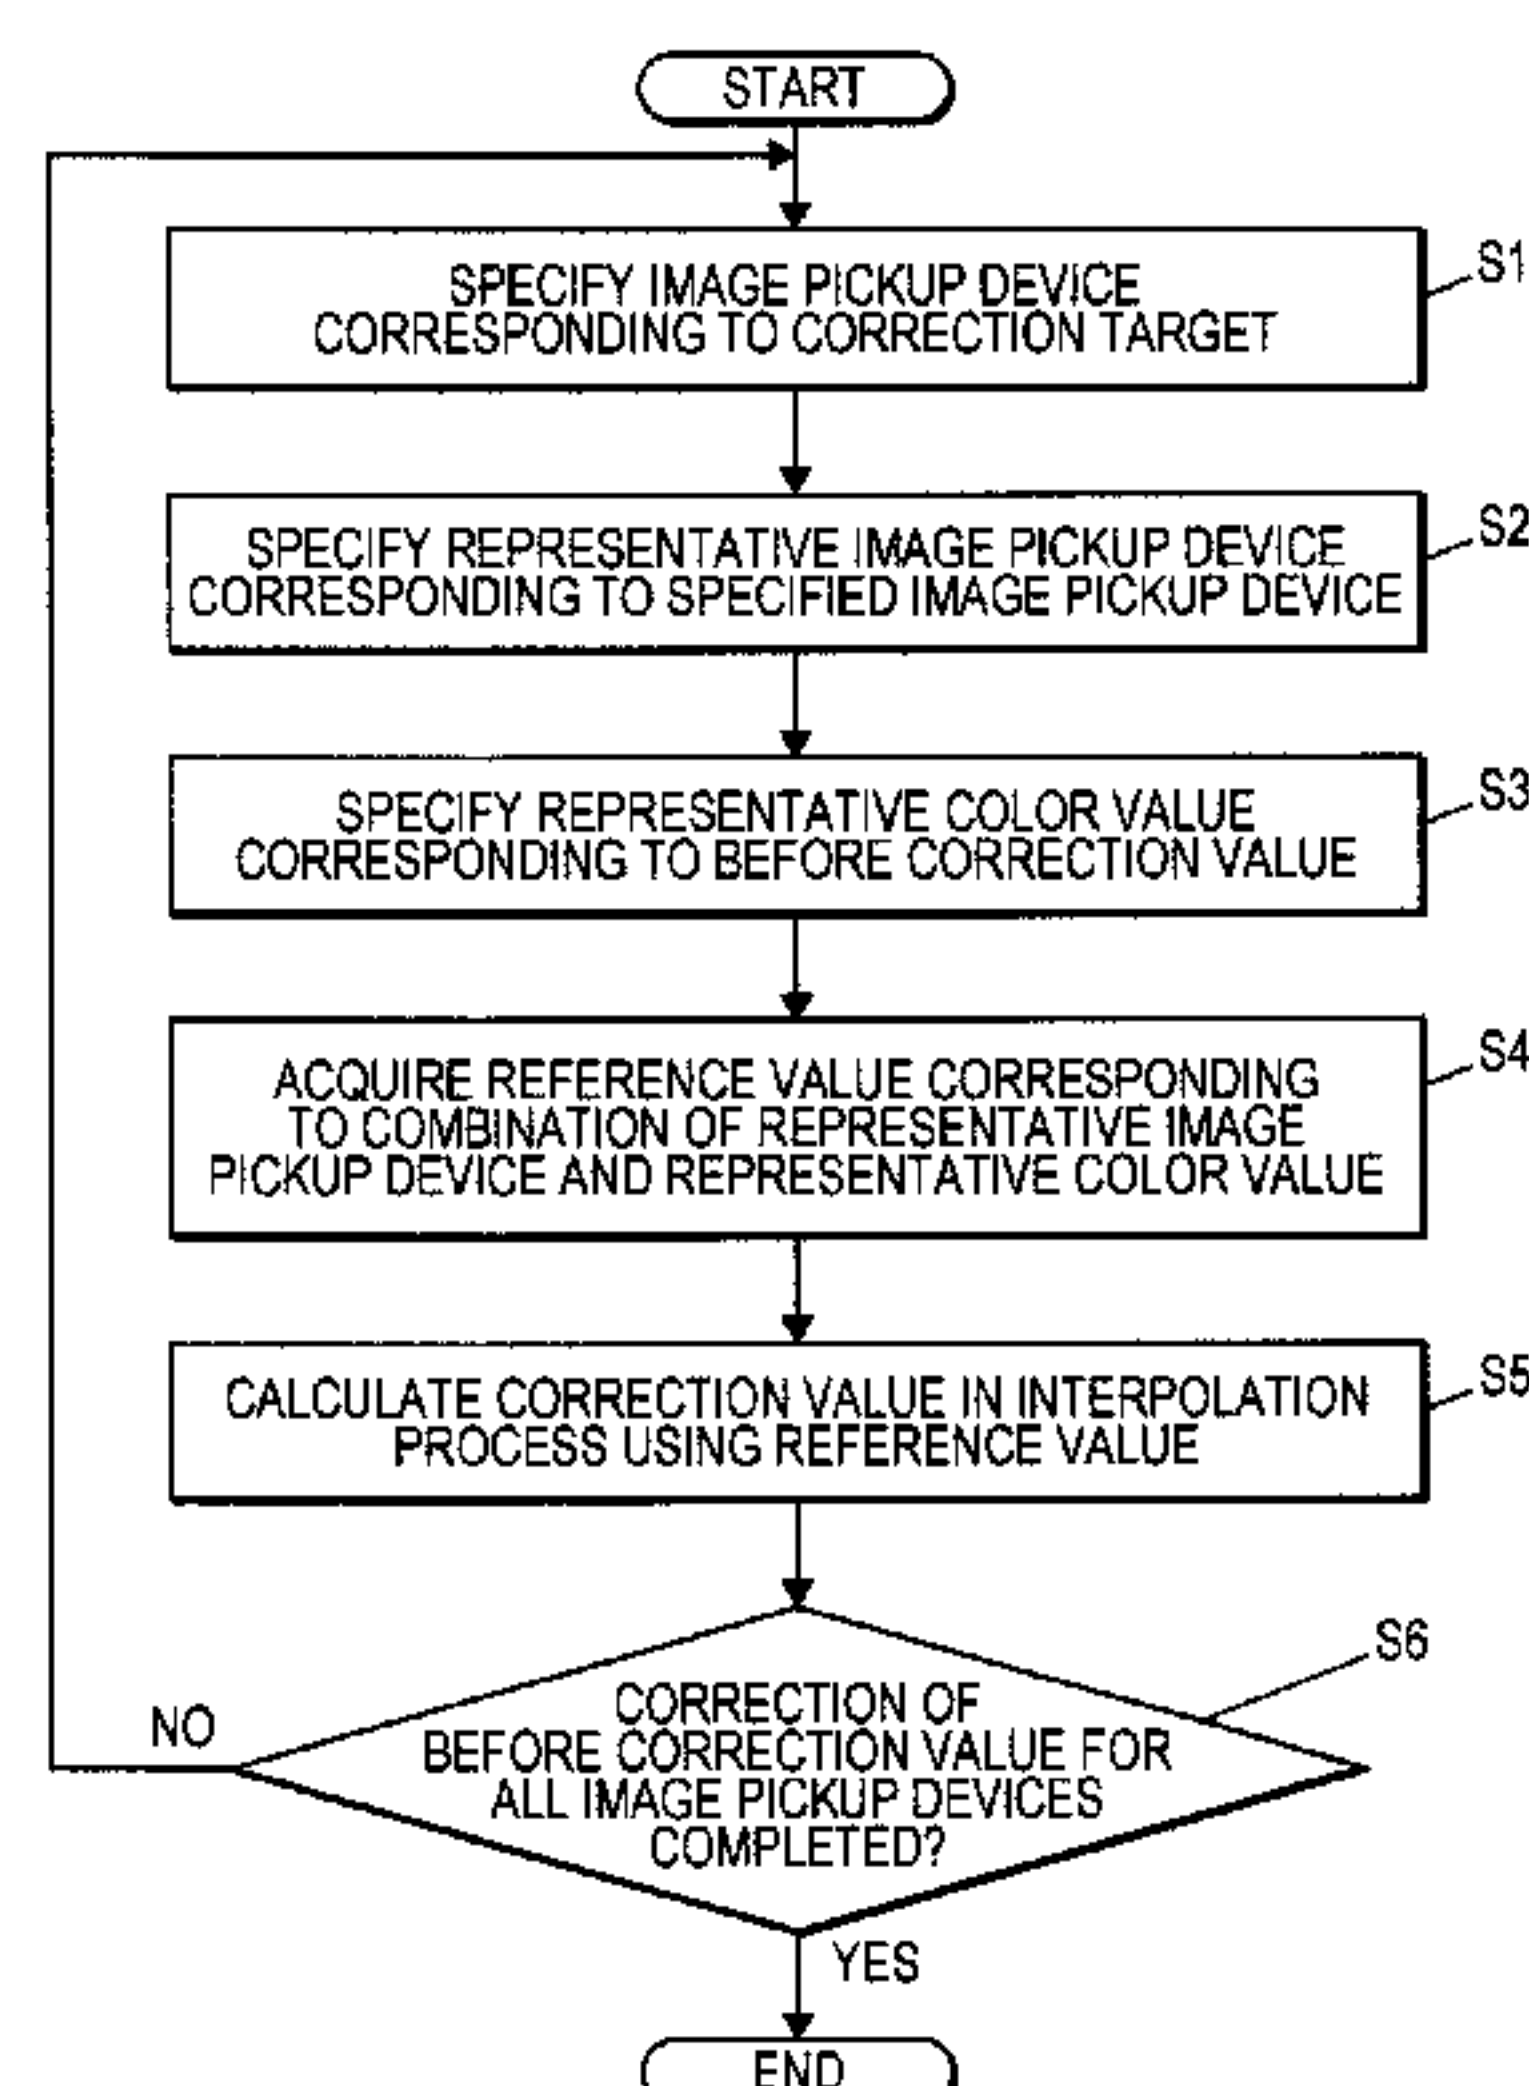 START
SPECIFY IMAGE PICKUP DEVICE
CORRESPONDING TO CORRECTION TARGET
S1
SPECIFY REPRESENTATIVE IMAGE PICKUP DEVICE
CORRESPONDING TO SPECIFIED IMAGE PICKUP DEVICE
S2
SPECIFY REPRESENTATIVE COLOR VALUE
CORRESPONDING TO BEFORE CORRECTION VALUE
S3
ACQUIRE REFERENCE VALUE CORRESPONDING
TO COMBINATION OF REPRESENTATIVE IMAGE
PICKUP DEVICE AND REPRESENTATIVE COLOR VALUE
S4
CALCULATE CORRECTION VALUE IN INTERPOLATION
PROCESS USING REFERENCE VALUE
S5
CORRECTION OF
BEFORE CORRECTION VALUE FOR
ALL IMAGE PICKUP DEVICES
COMPLETED?
S6
NO
YES
END